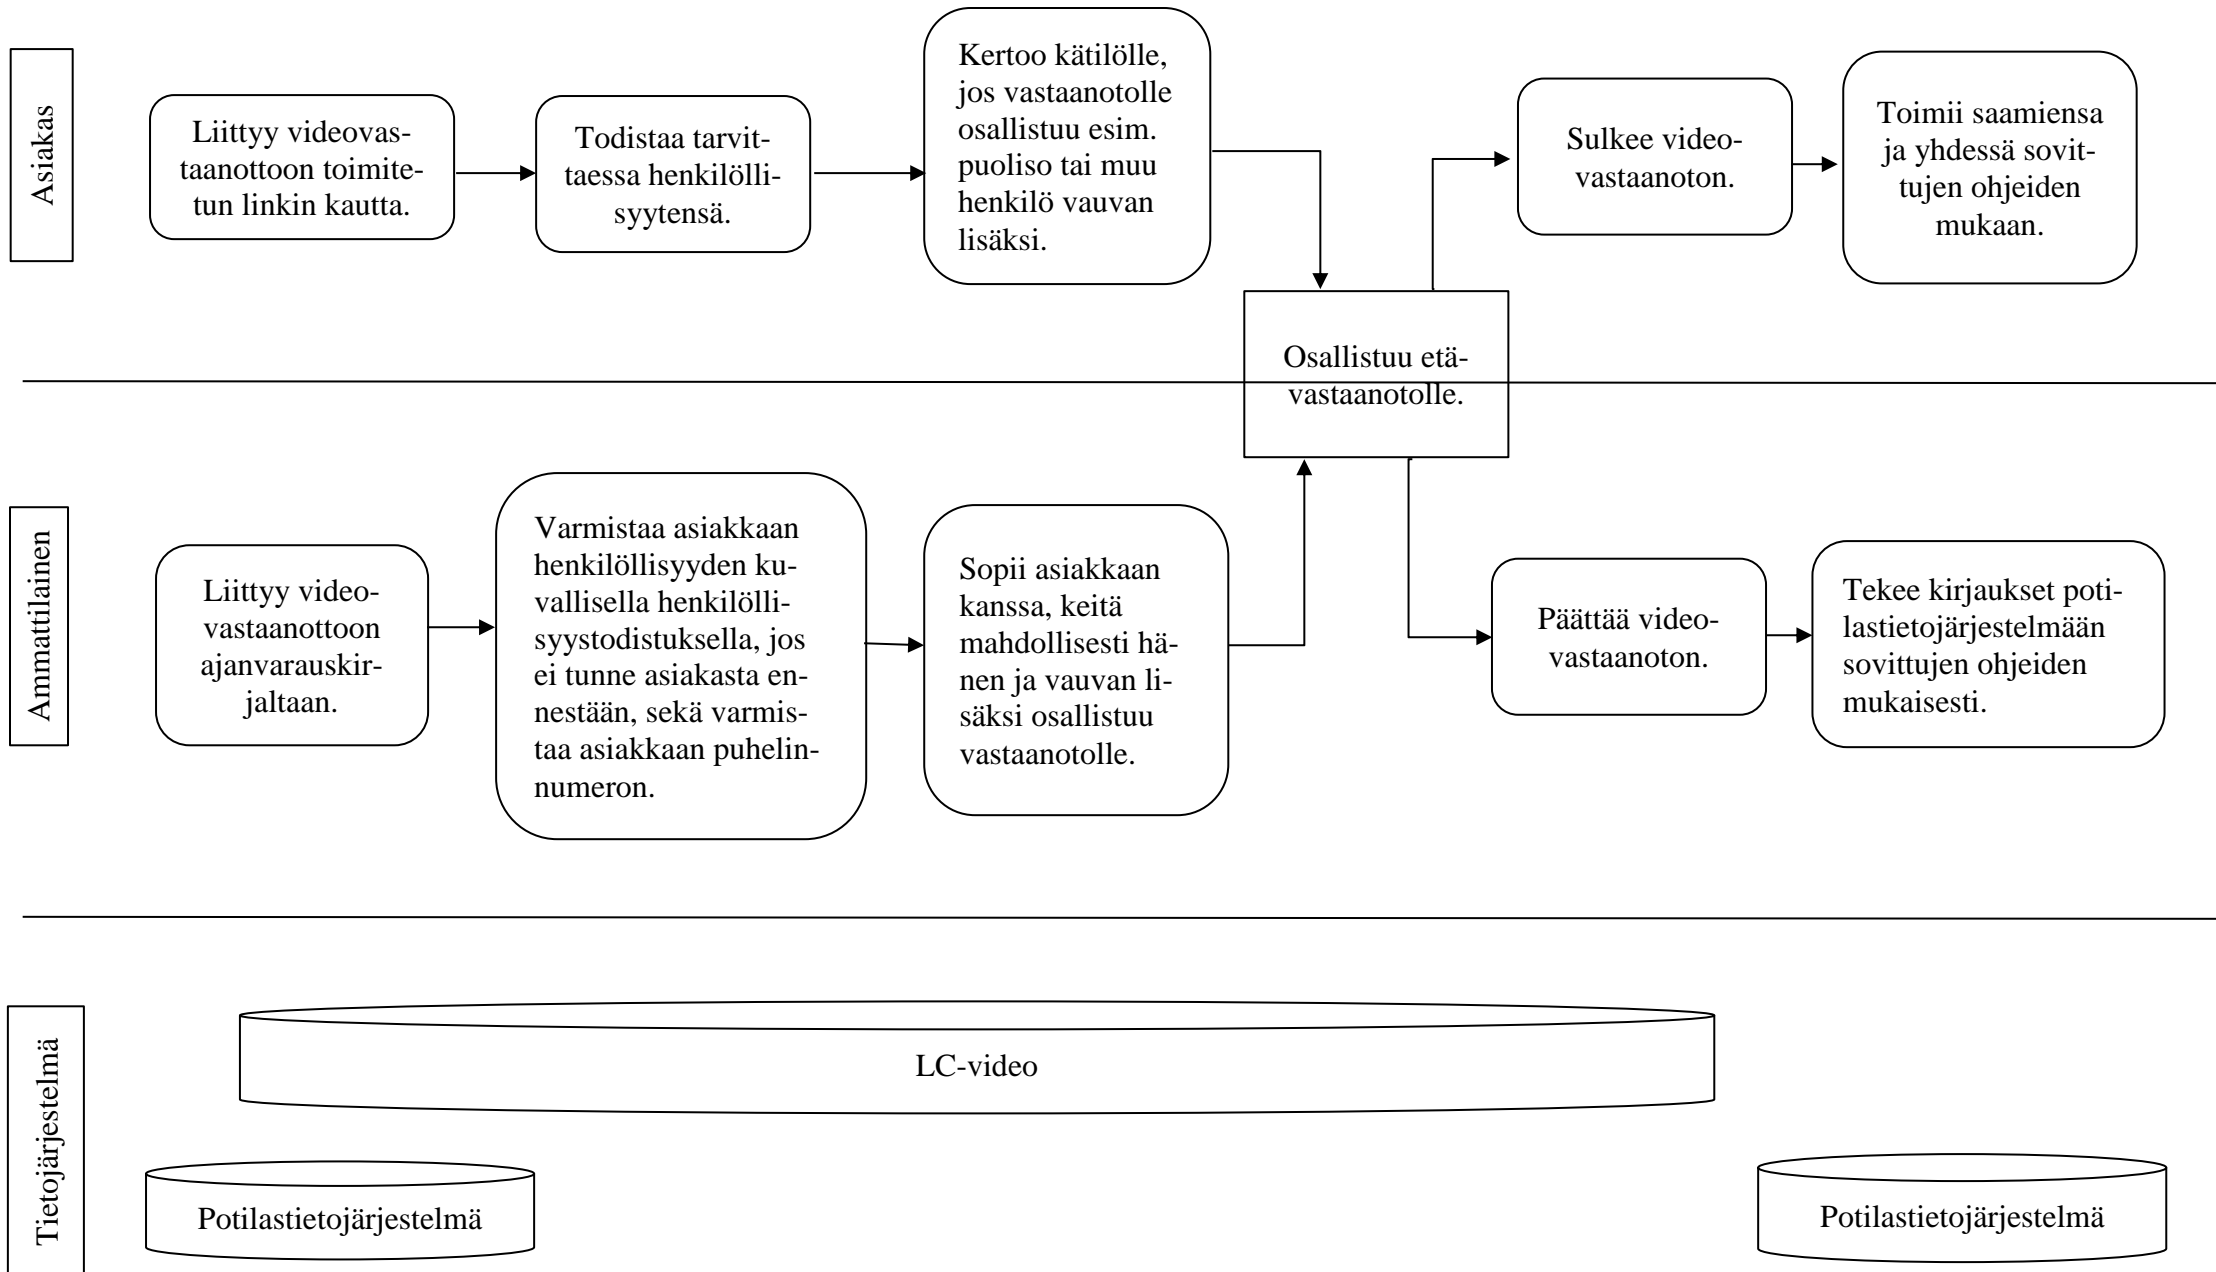 Asiakas
Liittyy videovas-
taanottoon toimite-
tun linkin kautta.
Todistaa tarvit-
taessa henkilölli-
syytensä.
Kertoo kätilölle,
jos vastaanotolle
osallistuu esim.
puoliso tai muu
henkilö vauvan
lisäksi.
Osallistuu etä-
vastaanotolle.
Sulkee video-
vastaanoton.
Toimii saamiensa
ja yhdessä sovit-
tujen ohjeiden
mukaan.
Ammattilainen
Liittyy video-
vastaanottoon
ajanvarauskir-
jaltaan.
Varmistaa asiakkaan
henkilöllisyyden ku-
vallisella henkilölli-
syystodistuksella, jos
ei tunne asiakasta en-
nestään, sekä varmis-
taa asiakkaan puhelin-
numeron.
Sopii asiakkaan
kanssa, keitä
mahdollisesti hä-
nen ja vauvan li-
säksi osallistuu
vastaanotolle.
Päättää video-
vastaanoton.
Tekee kirjaukset poti-
lastietojärjestelmään
sovittujen ohjeiden
mukaisesti.
Tietojärjestelmä
LC-video
Potilastietojärjestelmä
Potilastietojärjestelmä